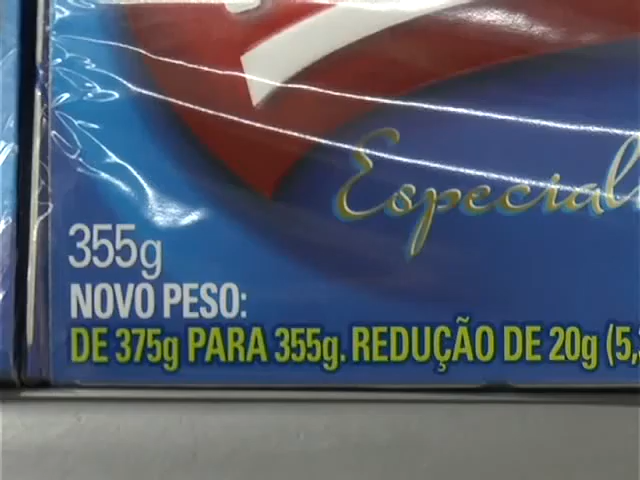 Especial
355g
NOVO PESO:
DE 375g PARA 355g. REDUÇÃO DE 20g (5,